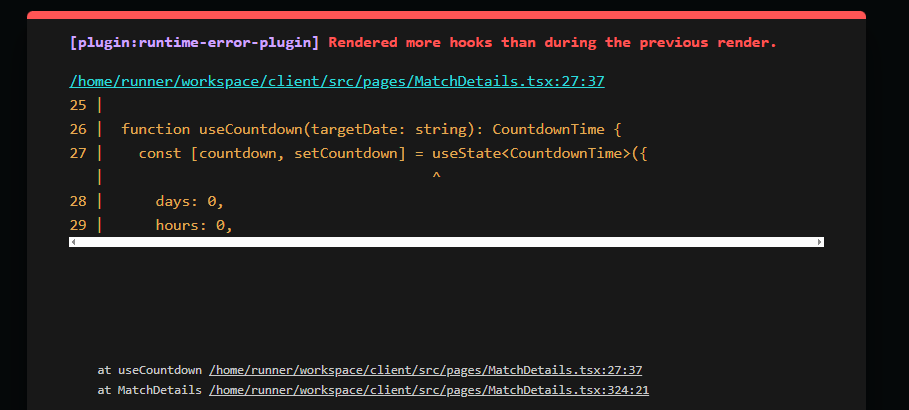 [plugin:runtime-error-plugin] Rendered more hooks than during the previous render.
/home/runner/workspace/client/src/pages/MatchDetails.tsx:27:37
25 |
26 |  function useCountdown(targetDate: string): CountdownTime {
27 |    const [countdown, setCountdown] = useState<CountdownTime>({
   |                                      ^
28 |      days: 0,
29 |      hours: 0,
at useCountdown /home/runner/workspace/client/src/pages/MatchDetails.tsx:27:37
at MatchDetails /home/runner/workspace/client/src/pages/MatchDetails.tsx:324:21